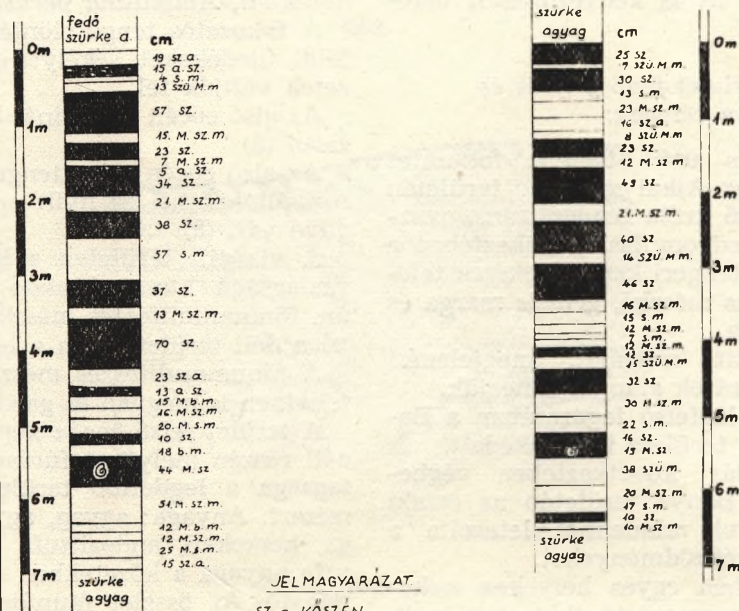 fedő
szürke a.
cm
0m
19 sz.a.
15 a.sz.
4 s.m
13 szü.M.m
57 sz.
1m
15. M.sz.m
23 sz.
7 M.sz.m
5 a.sz.
34 sz.
2m
21. M.sz.m.
38 sz.
57 s.m
3m
37 sz.
13 M.sz.m.
70 sz.
4m
23 sz.a.
13 a.sz.
15 M.b.m
16. M.sz.m.
20. M.s.m
5m
10 sz.
18 b.m.
44 M.sz
6m
51. M.sz.m.
12 M.b.m.
12 M.sz.m.
25 M.s.m
15 sz.a.
7m
szürke
agyag
szürke
agyag
cm
0m
25 sz
7 szü.M.m
30 sz
13 s.m
23 M.sz.m
1m
16 sz.a
8 szü.M.m
23 sz
12 M.sz.m
49 sz.
2m
21. M.sz.m.
40 sz
14 szü.M.m.
3m
46 sz
16 M.sz.m.
15 s.m
12 M.sz.m.
7 s.m
4m
12 M.sz.m.
12 sz
15 szü.M.m
32 sz
30 M.sz.m
5m
22 s.m.
16 sz.
19 M.sz.
38 szü.m.
6m
20 M.sz.m
17 s.m
10 sz
10 M.sz.m
szürke
agyag
7m
JELMAGYARÁZAT
SZ = KŐSZÉN